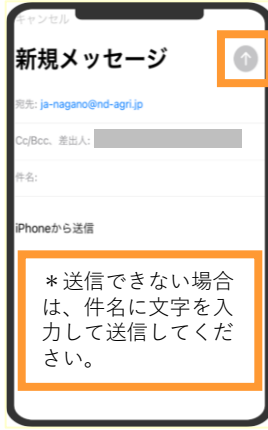 キャンセル
新規メッセージ
宛先: ja-nagano@nd-agri.jp
Cc/Bcc、差出人:
件名:
iPhoneから送信
＊送信できない場合
は、件名に文字を入
力して送信してくだ
さい。